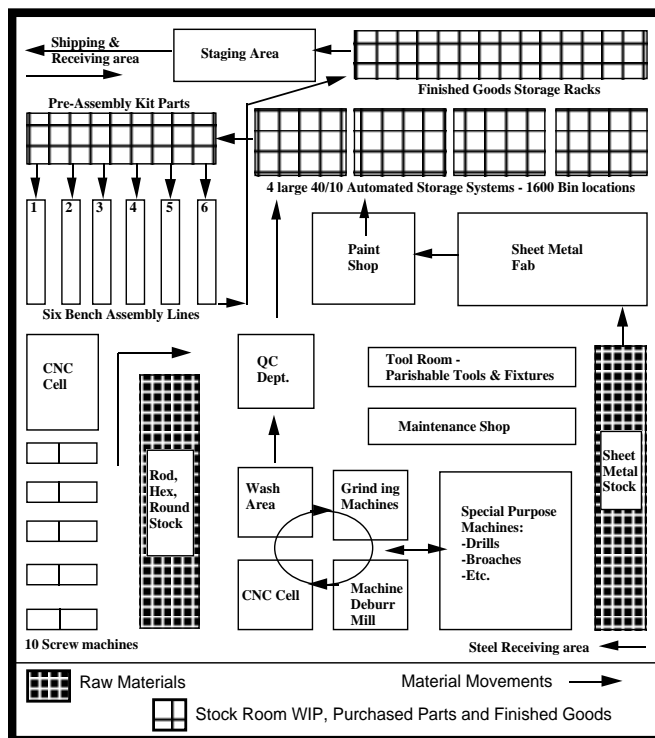 Shipping &
Receiving area
Staging Area
Finished Goods Storage Racks
Pre-Assembly Kit Parts
4 large 40/10 Automated Storage Systems - 1600 Bin locations
1 2 3 4 5 6
Paint
Shop
Sheet Metal
Fab
Six Bench Assembly Lines
CNC
Cell
QC
Dept.
Tool Room -
Parishable Tools & Fixtures
Maintenance Shop
Rod,
Hex,
Round
Stock
Sheet
Metal
Stock
Wash
Area
Grinding
Machines
Special Purpose
Machines:
-Drills
-Broaches
-Etc.
CNC Cell
Machine
Deburr
Mill
10 Screw machines
Steel Receiving area
Raw Materials
Material Movements
Stock Room WIP, Purchased Parts and Finished Goods